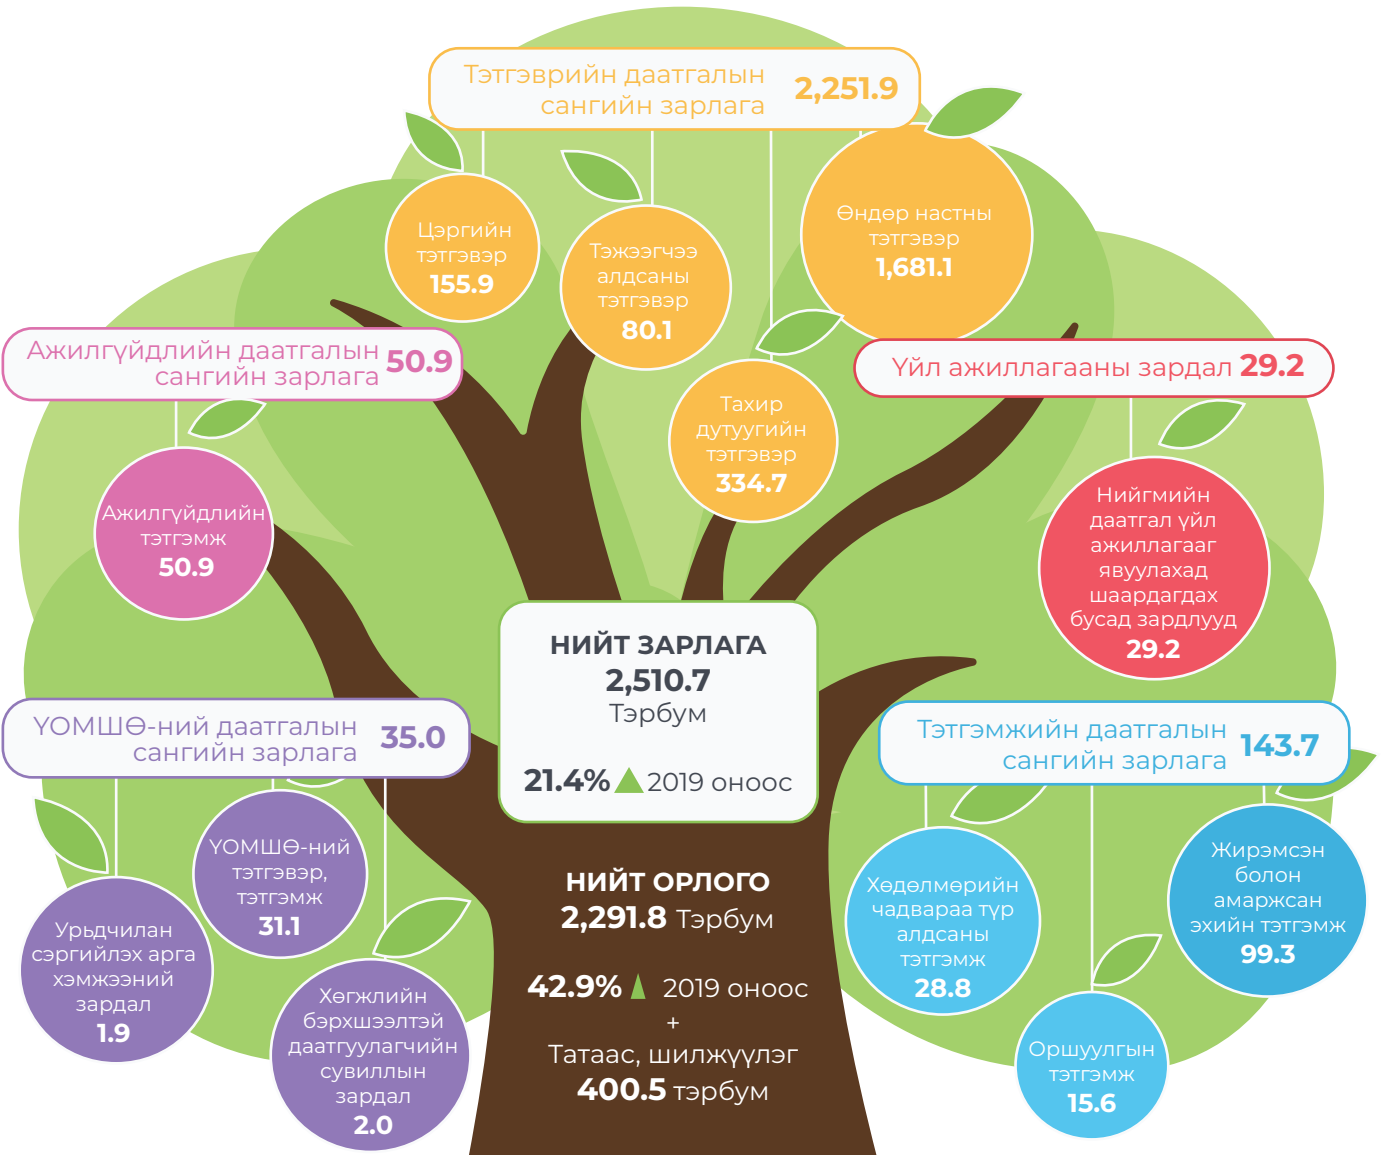 Тэтгэврийн даатгалын
сангийн зарлага
2,251.9
Цэргийн
тэтгэвэр
155.9
Тэжээгчээ
алдсаны
тэтгэвэр
80.1
Тахир
дутуугийн
тэтгэвэр
334.7
Өндөр настны
тэтгэвэр
1,681.1
Ажилгүйдлийн даатгалын
сангийн зарлага
50.9
Ажилгүйдлийн
тэтгэмж
50.9
Үйл ажиллагааны зардал 29.2
Нийгмийн
даатгал үйл
ажиллагааг
явуулахад
шаардагдах
бусад зардлууд
29.2
НИЙТ ЗАРЛАГА
2,510.7
Тэрбум
21.4% 2019 оноос
ҮОМШӨ-ний даатгалын
сангийн зарлага
35.0
Урьдчилан
сэргийлэх арга
хэмжээний
зардал
1.9
ҮОМШӨ-ний
тэтгэвэр,
тэтгэмж
31.1
Хөгжлийн
бэрхшээлтэй
даатгуулагчийн
сувиллын
зардал
2.0
НИЙТ ОРЛОГО
2,291.8 Тэрбум
42.9% 2019 оноос
+
Татаас, шилжүүлэг
400.5 тэрбум
Тэтгэмжийн даатгалын
сангийн зарлага
143.7
Хөдөлмөрийн
чадвараа түр
алдсаны
тэтгэмж
28.8
Оршуулгын
тэтгэмж
15.6
Жирэмсэн
болон
амаржсан
эхийн тэтгэмж
99.3